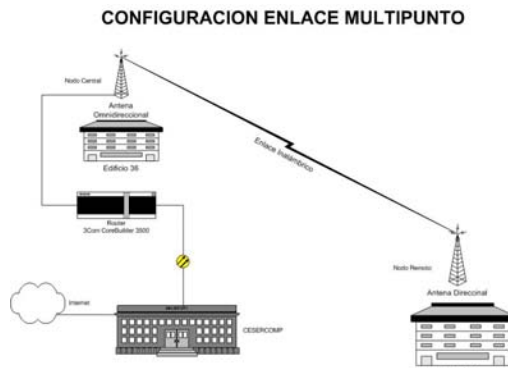 CONFIGURACION ENLACE MULTIPUNTO
Nodo Central
Antena
Omnidireccional
Edificio 36
Enlace Inalámbrico
Router
3Com CoreBuilder 3500
Nodo Remoto
Antena Direccinal
Internet
CESERCOMP